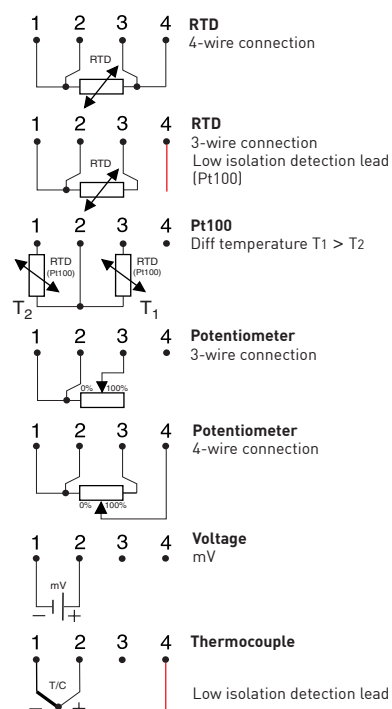 1 2 3 4 RTD
4-wire connection
RTD
1 2 3 4 RTD
3-wire connection
Low isolation detection lead
(Pt100)
RTD
1 2 3 4 Pt100
Diff temperature T1 > T2
RTD
(Pt100)
RTD
(Pt100)
T2 T1
1 2 3 4 Potentiometer
3-wire connection
0% 100%
1 2 3 4 Potentiometer
4-wire connection
0% 100%
1 2 3 4 Voltage
mV
mV
– +
1 2 3 4 Thermocouple
T/C
Low isolation detection lead
– +